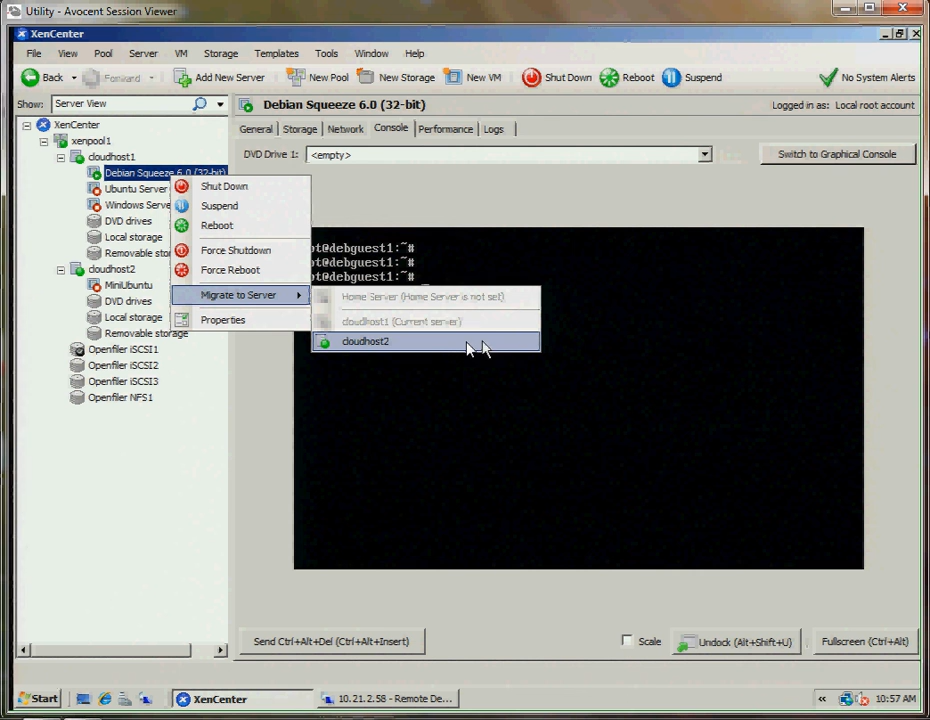 Utility - Avocent Session Viewer
XenCenter
File View Pool Server VM Storage Templates Tools Window Help
Back Forward Add New Server New Pool New Storage New VM Shut Down Reboot Suspend No System Alerts
Show: Server View
Debian Squeeze 6.0 (32-bit) Logged in as: Local root account
XenCenter
xenpool1
cloudhost1
Debian Squeeze 6.0 (32-bit)
Ubuntu Server
Windows Serve
DVD drives
Local storage
Removable sto
cloudhost2
MiniUbuntu
DVD drives
Local storage
Removable storage
Openfiler iSCSI1
Openfiler iSCSI2
Openfiler iSCSI3
Openfiler NFS1
General Storage Network Console Performance Logs
DVD Drive 1: <empty> Switch to Graphical Console
Shut Down
Suspend
Reboot
Force Shutdown
Force Reboot
Migrate to Server
Properties
ot@debguest1:~#
ot@debguest1:~#
ot@debguest1:~# _
Home Server (Home Server is not set)
cloudhost1 (Current server)
cloudhost2
Send Ctrl+Alt+Del (Ctrl+Alt+Insert) Scale Undock (Alt+Shift+U) Fullscreen (Ctrl+Alt)
Start XenCenter 10.21.2.58 - Remote De... « 10:57 AM